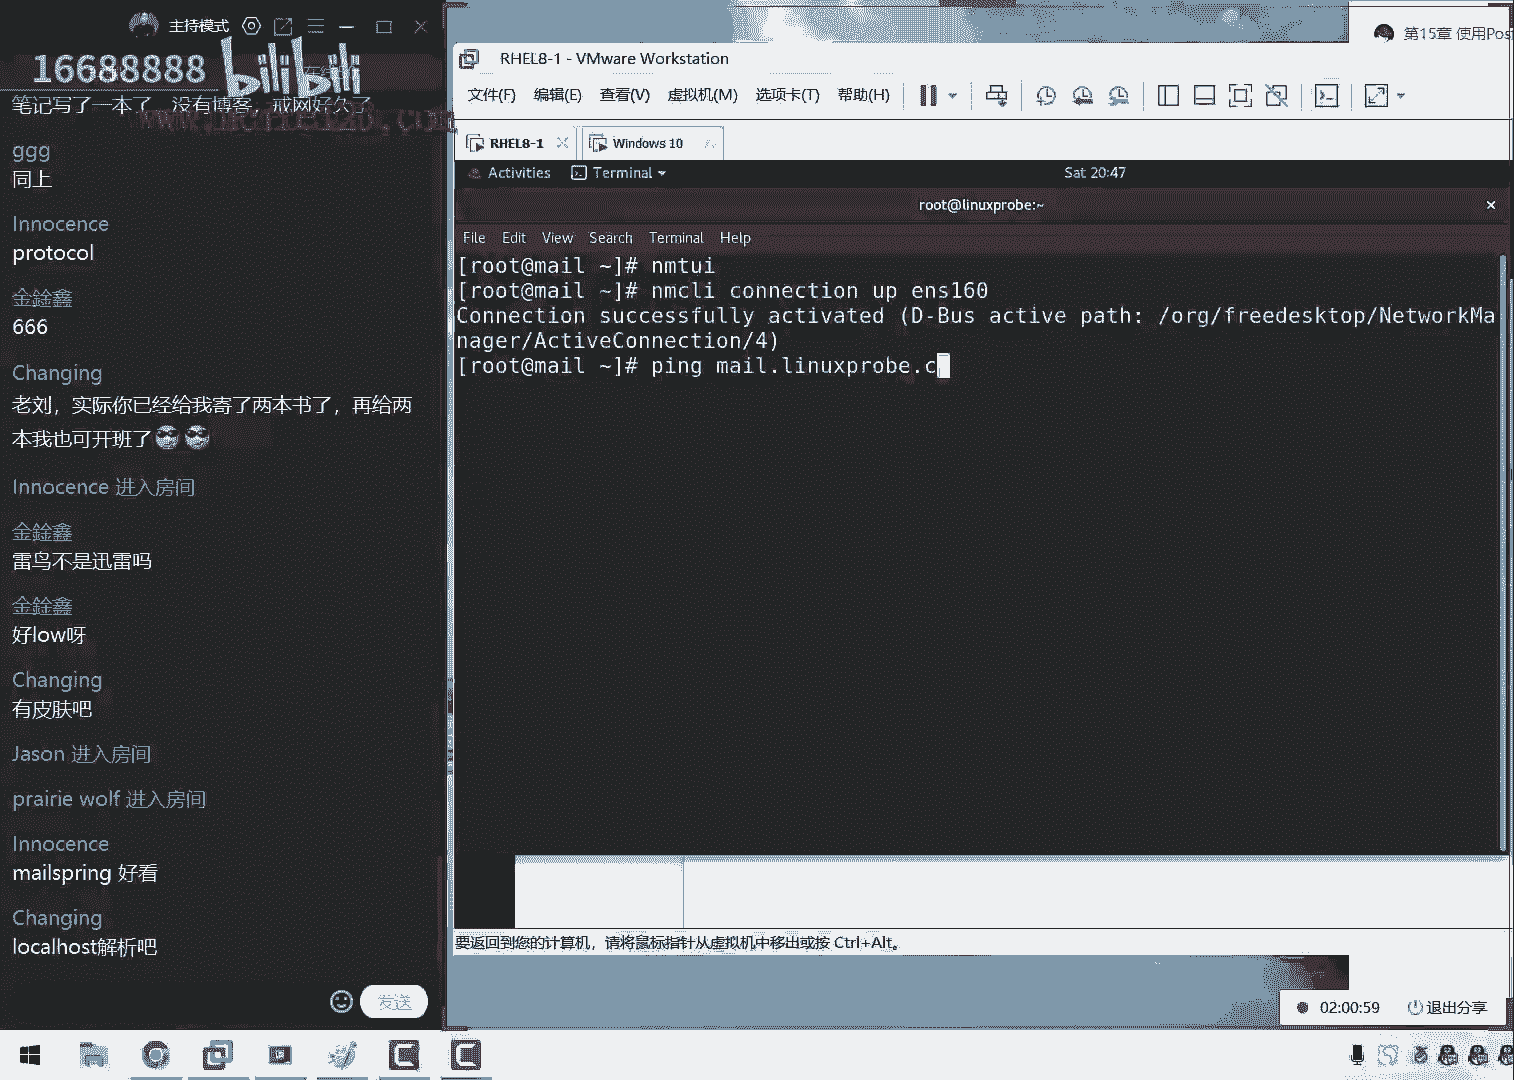 主持模式
16688888
bilibili
笔记写了一本了，没有博客，戒网好久了
ggg
同上
Innocence
protocol
金錀鑫
666
Changing
老刘，实际你已经给我寄了两本书了，再给两
本我也可开班了
Innocence 进入房间
金錀鑫
雷鸟不是迅雷吗
金錀鑫
好low呀
Changing
有皮肤吧
Jason 进入房间
prairie wolf 进入房间
Innocence
mailspring 好看
Changing
localhost解析吧
发送
第15章 使用Pos
RHEL8-1 - VMware Workstation
文件(F) 编辑(E) 查看(V) 虚拟机(M) 选项卡(T) 帮助(H)
RHEL8-1 Windows 10
Activities Terminal Sat 20:47
root@linuxprobe:~
File Edit View Search Terminal Help
[root@mail ~]# nmtui
[root@mail ~]# nmcli connection up ens160
Connection successfully activated (D-Bus active path: /org/freedesktop/NetworkMa
nager/ActiveConnection/4)
[root@mail ~]# ping mail.linuxprobe.c
要返回到您的计算机，请将鼠标指针从虚拟机中移出或按 Ctrl+Alt。
02:00:59 退出分享